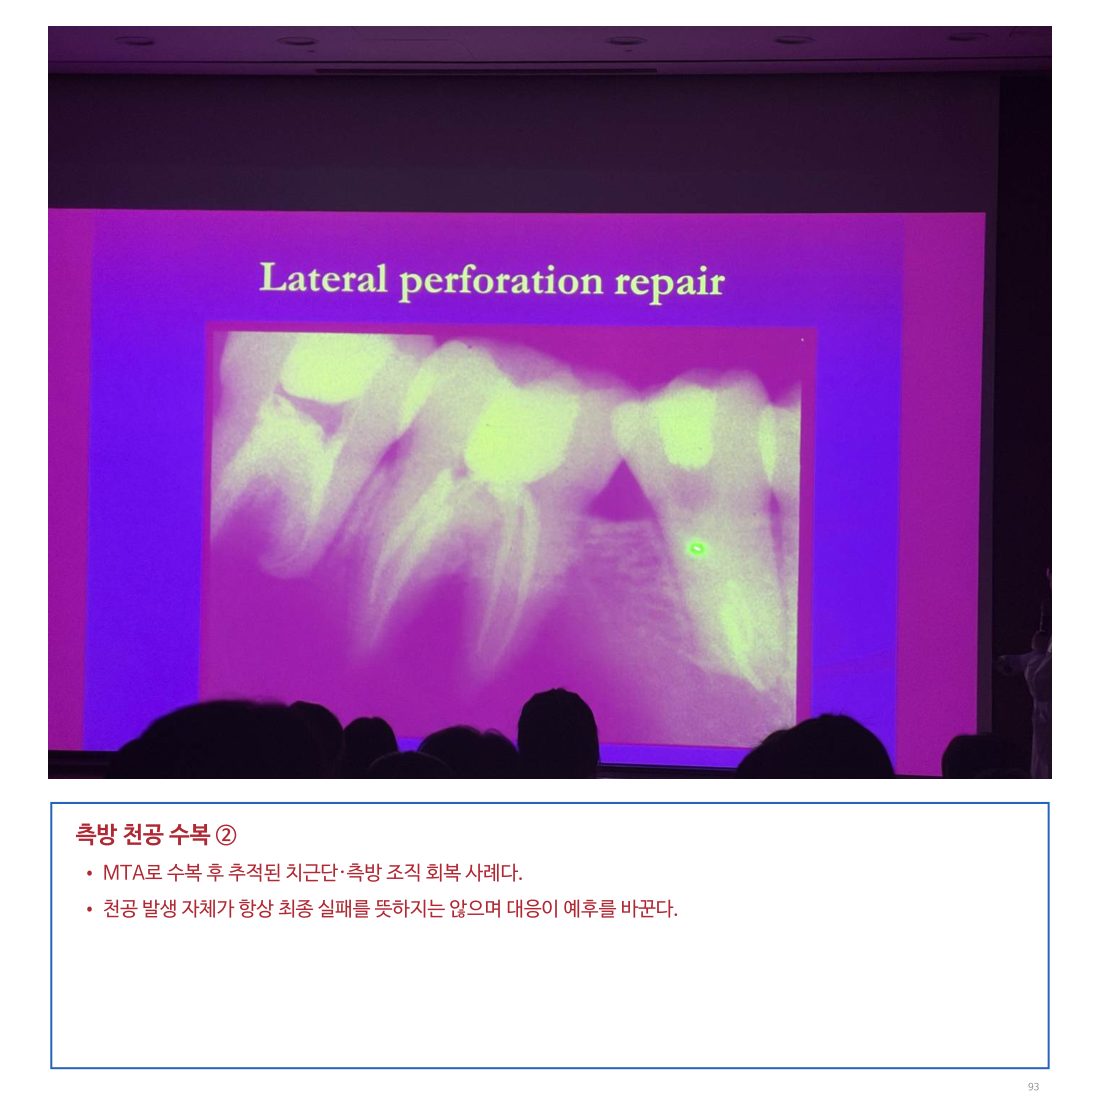 Lateral perforation repair
측방 천공 수복 ②
• MTA로 수복 후 추적된 치근단·측방 조직 회복 사례다.
• 천공 발생 자체가 항상 최종 실패를 뜻하지는 않으며 대응이 예후를 바꾼다.
93